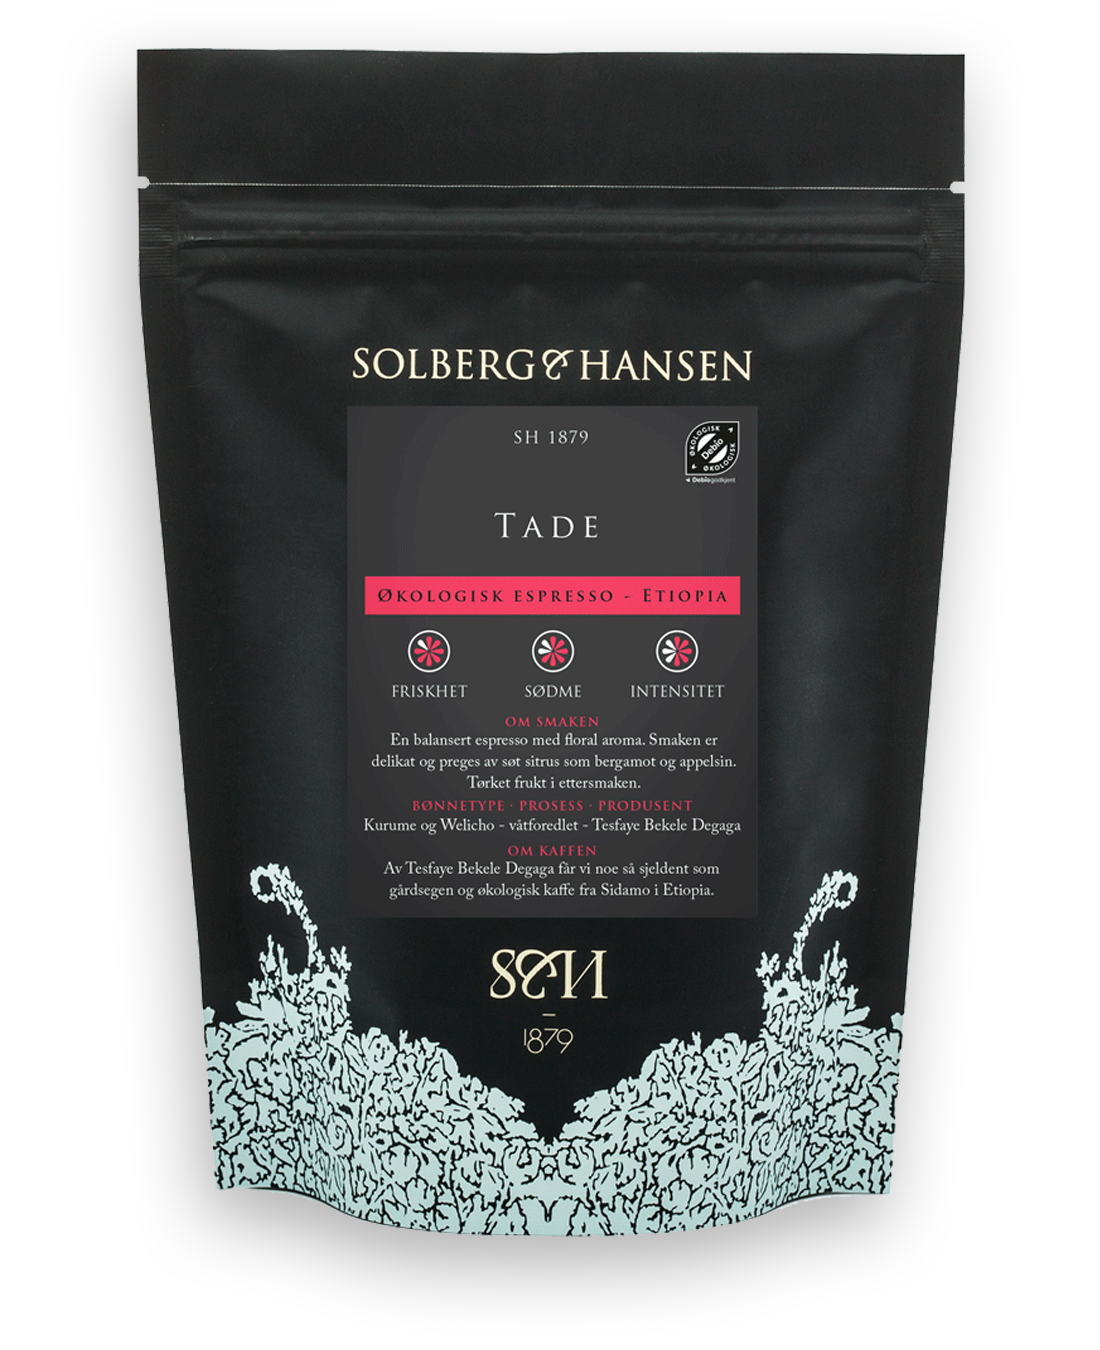 SOLBERG & HANSEN
SH 1879
ØKOLOGISK
Debio
ØKOLOGISK
Debiogodkjent
TADE
ØKOLOGISK ESPRESSO - ETIOPIA
FRISKHET SØDME INTENSITET
OM SMAKEN
En balansert espresso med floral aroma. Smaken er
delikat og preges av søt sitrus som bergamot og appelsin.
Tørket frukt i ettersmaken.
BØNNETYPE · PROSESS · PRODUSENT
Kurume og Welicho - våtforedlet - Tesfaye Bekele Degaga
OM KAFFEN
Av Tesfaye Bekele Degaga får vi noe så sjeldent som
gårdsegen og økologisk kaffe fra Sidamo i Etiopia.
S&H
1879